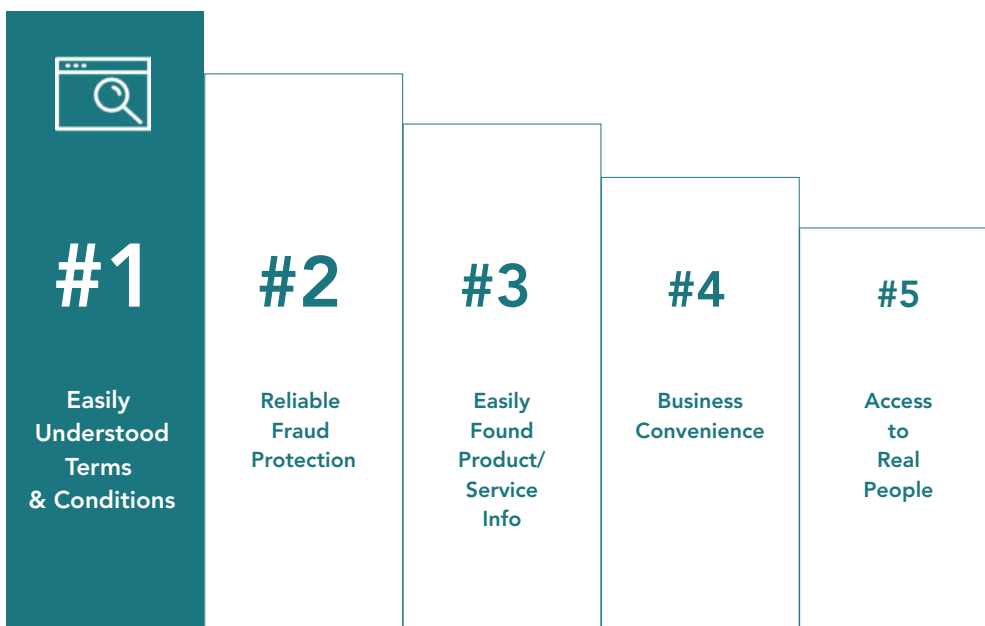 #1
Easily
Understood
Terms
& Conditions
#2
Reliable
Fraud
Protection
#3
Easily
Found
Product/
Service
Info
#4
Business
Convenience
#5
Access
to
Real
People